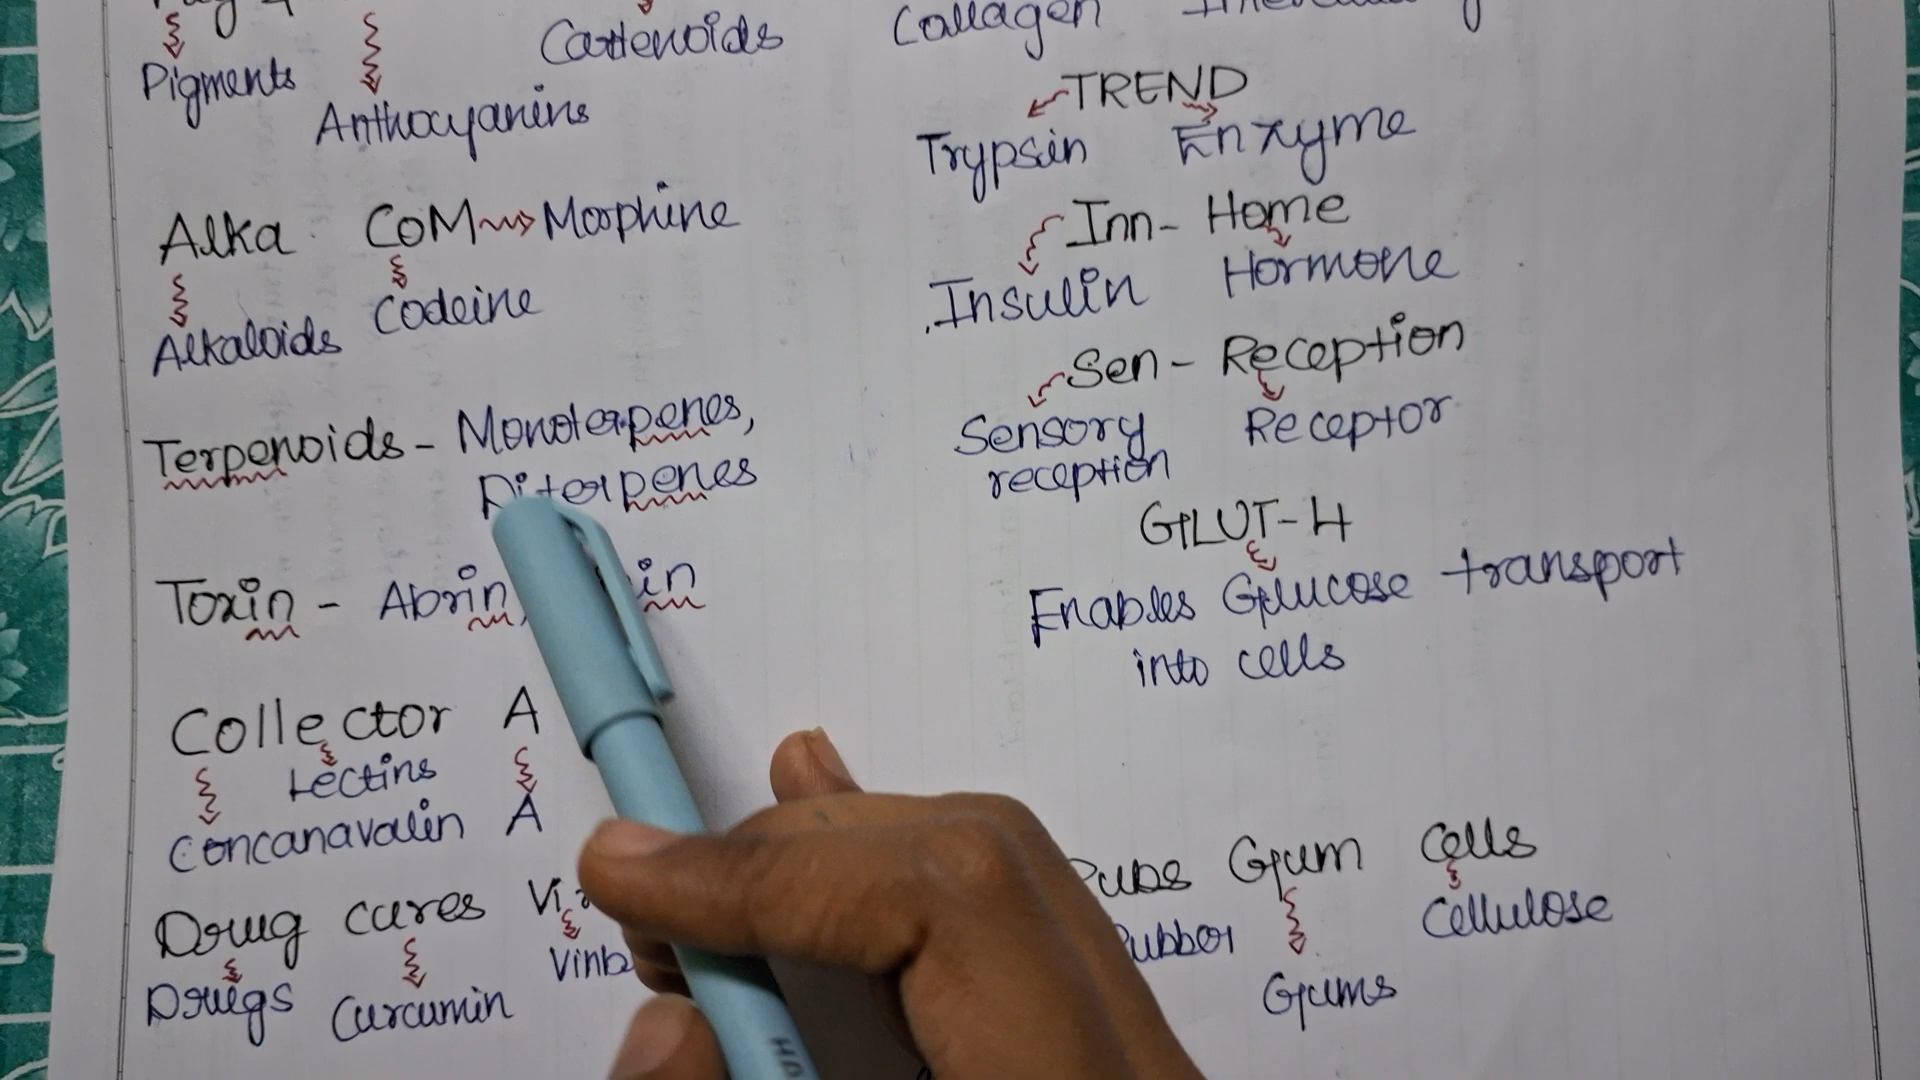 Carotenoids
Pigments
Anthocyanins
Alka CoM Morphine
Codeine
Alkaloids
Terpenoids - Monoterpenes,
Diterpenes
Toxin - Abrin,
Collector A
Lectins
Concanavalin A
Drug cures
Drugs Curcumin
Collagen
TREND
Trypsin Enzyme
Inn- Home
Insulin Hormone
Sen - Reception
Sensory Receptor
reception
GLUT-4
Enables Glucose transport
into cells
Gum Cells
Cellulose
Gums